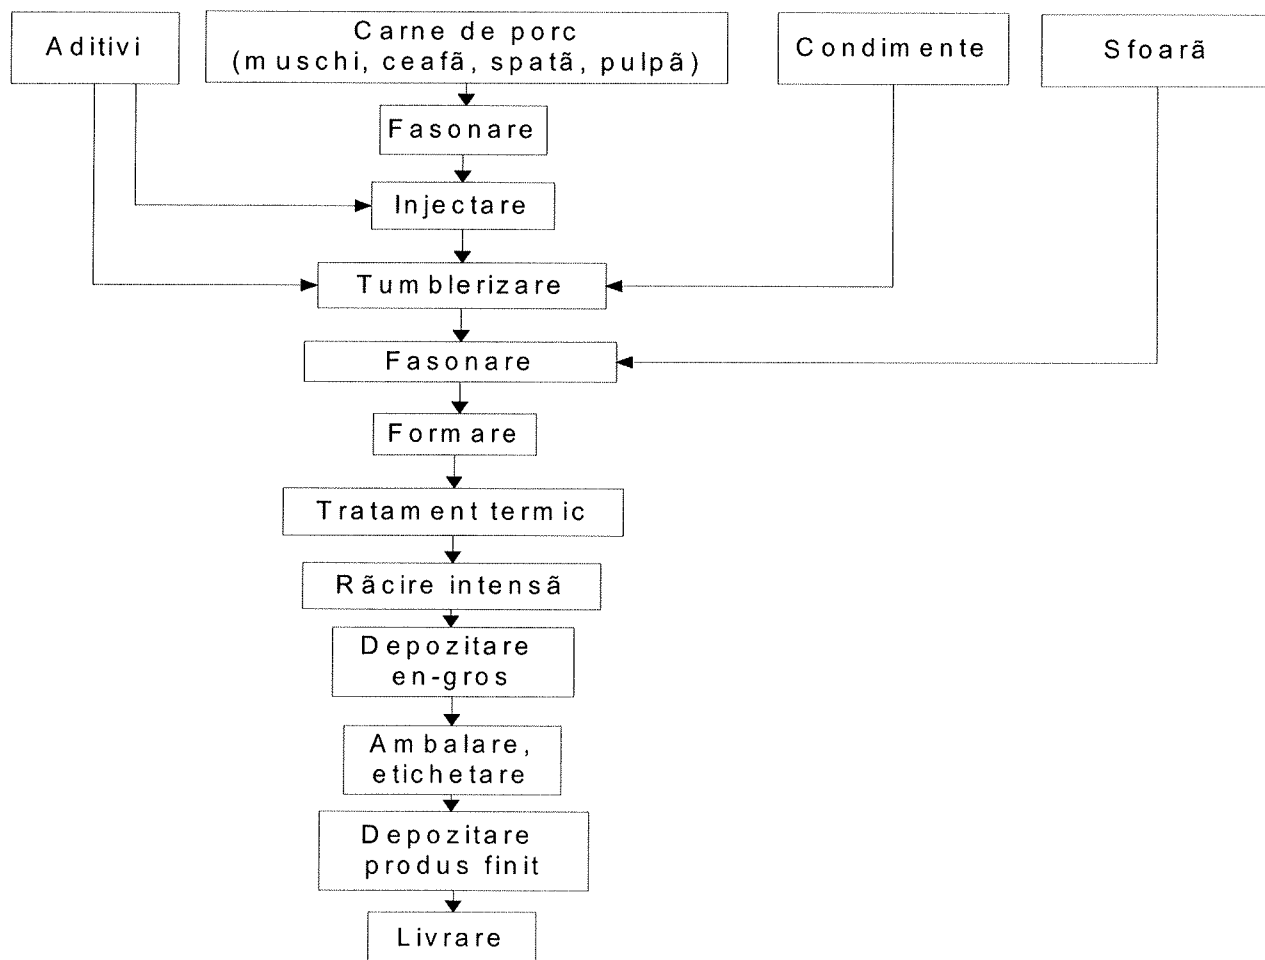 Aditivi
Carne de porc
(muschi, ceafã, spatã, pulpã)
Condimente
Sfoarã
Fasonare
Injectare
Tumblerizare
Fasonare
Formare
Tratament termic
Rãcire intensã
Depozitare
en-gros
Ambalare,
etichetare
Depozitare
produs finit
Livrare